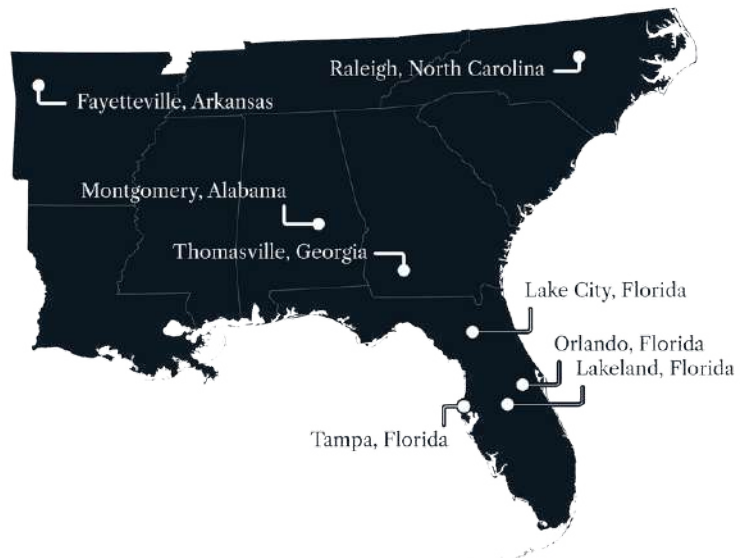 Raleigh, North Carolina
Fayetteville, Arkansas
Montgomery, Alabama
Thomasville, Georgia
Lake City, Florida
Orlando, Florida
Lakeland, Florida
Tampa, Florida